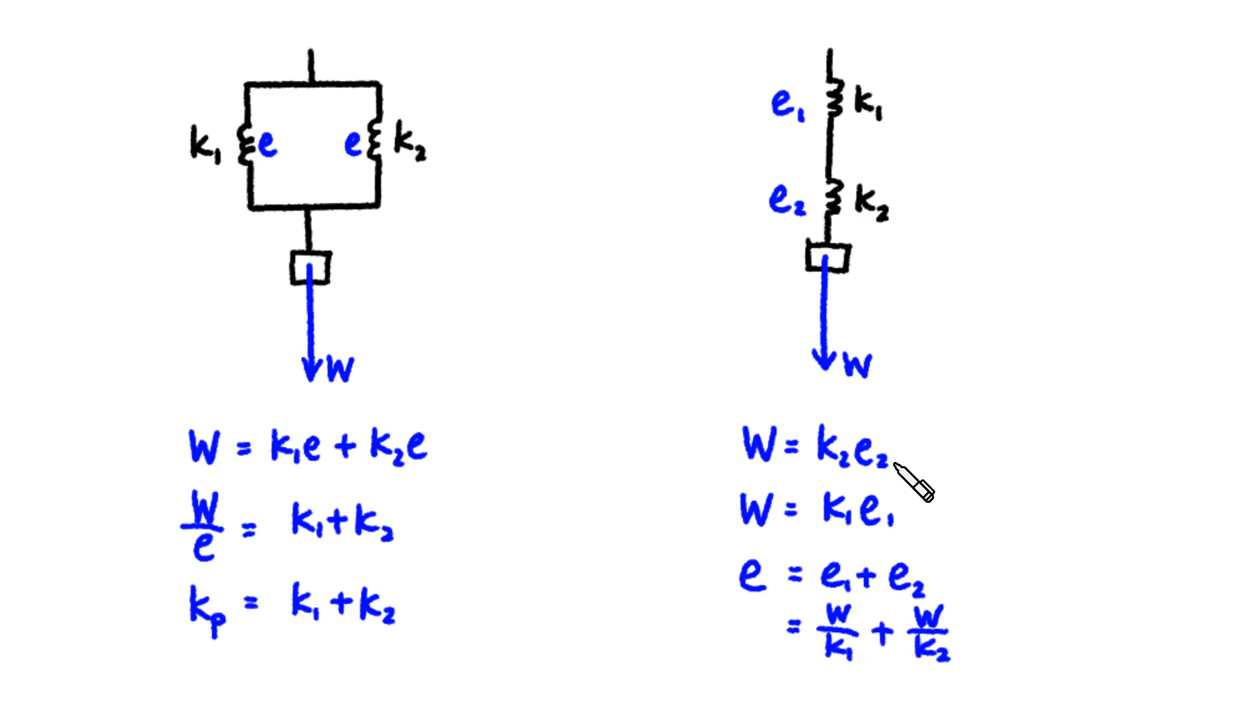 k₁ e e k₂
W
W = k₁e + k₂e
W/e = k₁+k₂
kₚ = k₁+k₂
e₁ k₁
e₂ k₂
W
W = k₂e₂
W = k₁e₁
e = e₁+ e₂
= W/k₁ + W/k₂